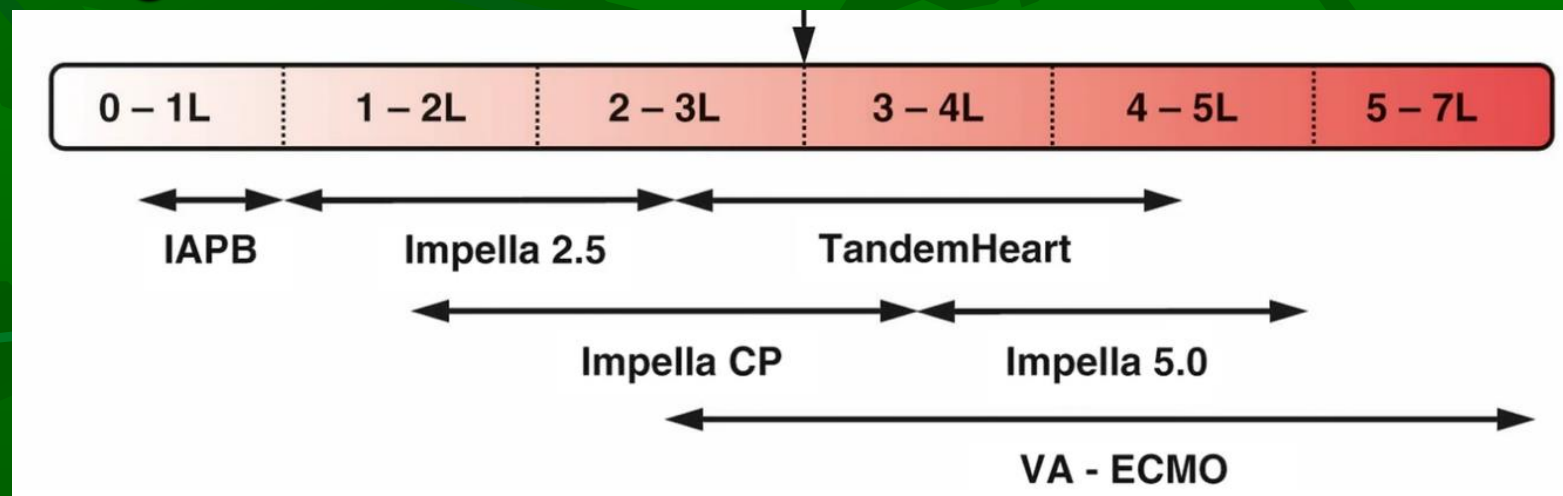 0 – 1L 1 – 2L 2 – 3L 3 – 4L 4 – 5L 5 – 7L
IAPB Impella 2.5 TandemHeart
Impella CP Impella 5.0
VA - ECMO